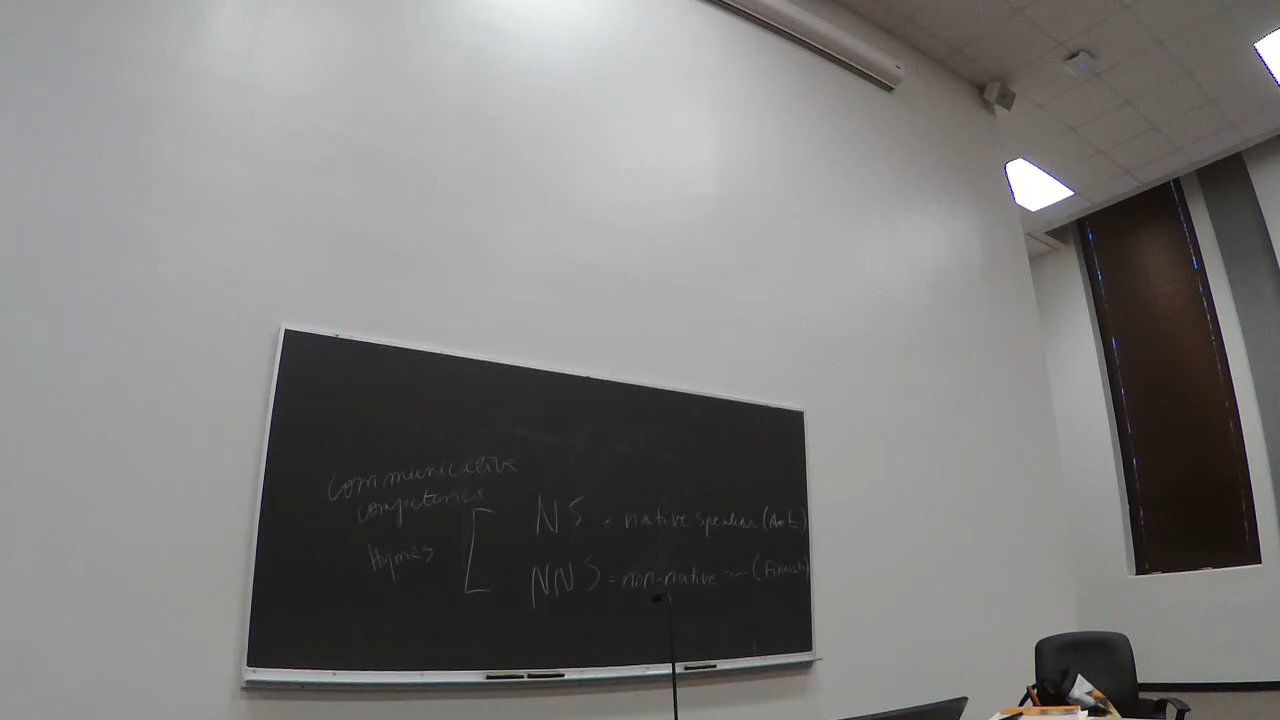 communicative
competence
Hymes
NS = native speaker
NNS = non-native